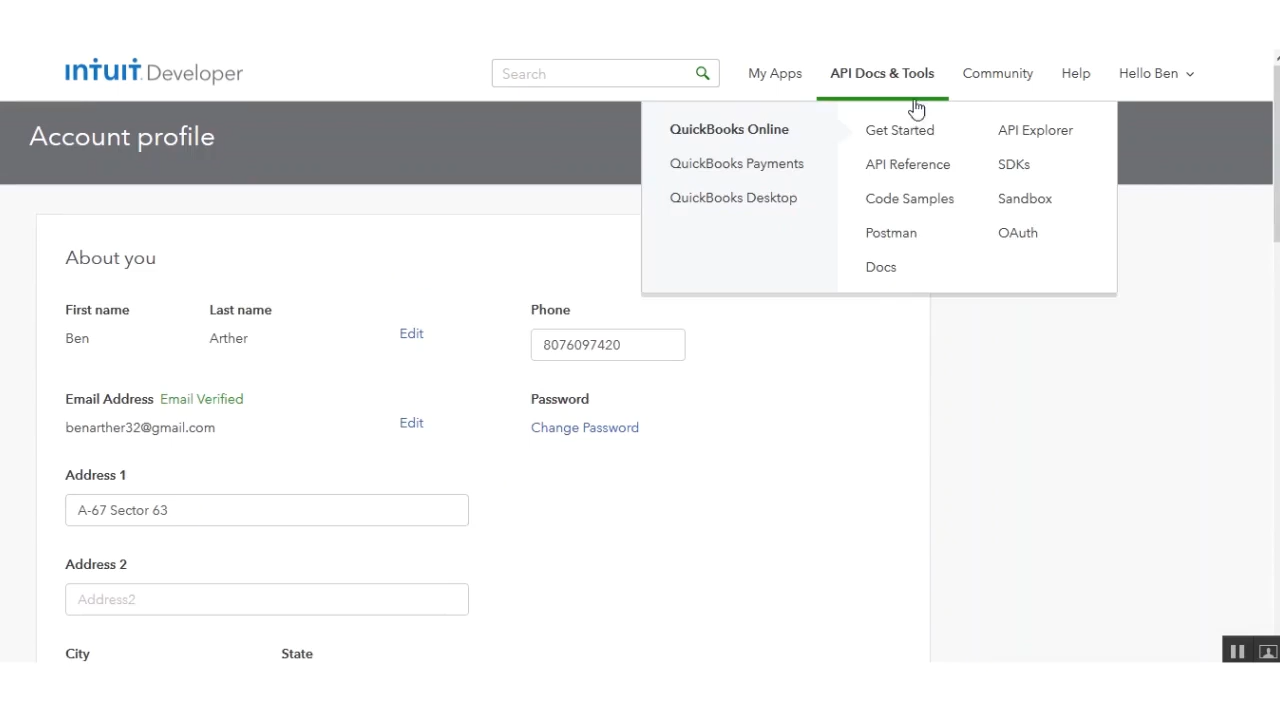 ıntuıt Developer
Search
My Apps
API Docs & Tools
Community
Help
Hello Ben
Account profile
QuickBooks Online
QuickBooks Payments
QuickBooks Desktop
Get Started
API Explorer
API Reference
SDKs
Code Samples
Sandbox
Postman
OAuth
Docs
About you
First name
Last name
Phone
Ben
Arther
Edit
8076097420
Email Address Email Verified
Password
benarther32@gmail.com
Edit
Change Password
Address 1
A-67 Sector 63
Address 2
Address2
City
State